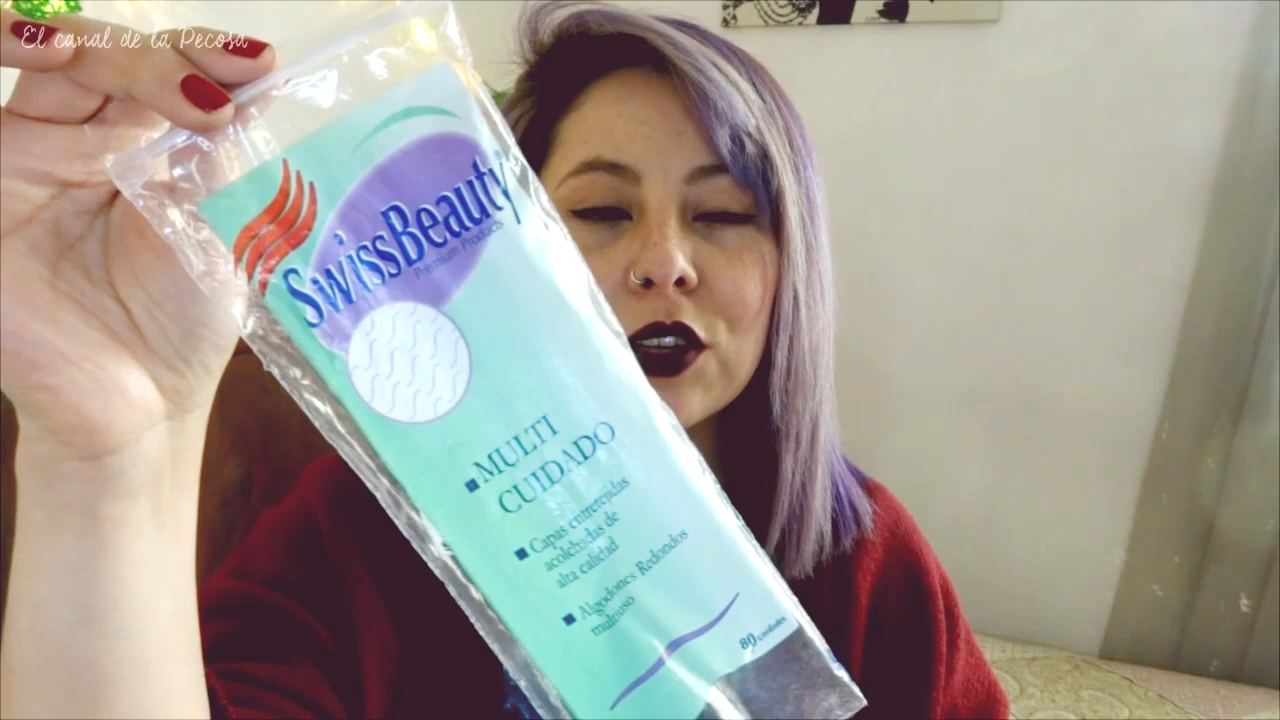 El canal de la Pecosa
SwissBeauty
Premium Products
MULTI
CUIDADO
Capas entretejidas
acolchadas de
alta calidad
Algodones Redondos
multiuso
80 Unidades